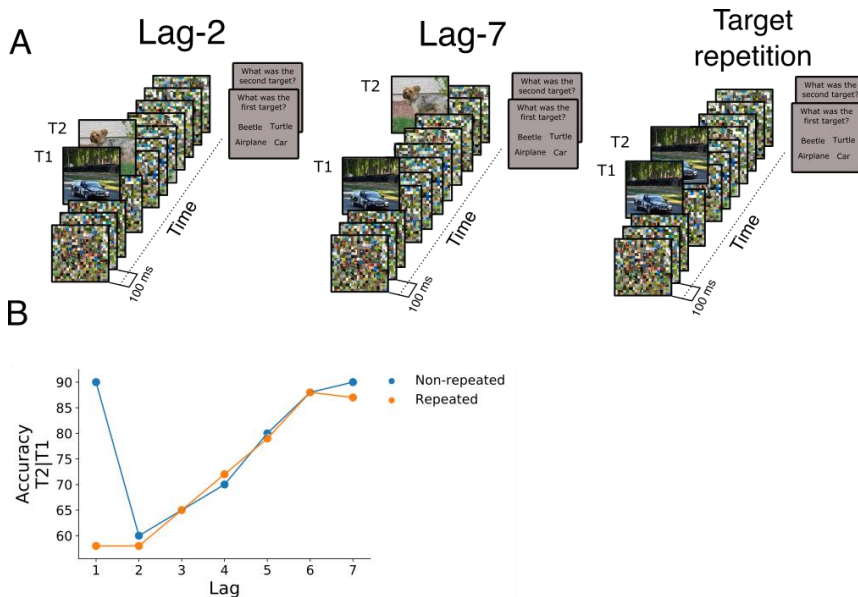 A
Lag-2
Lag-7
Target
repetition
T2
T1
What was the
second target?
What was the
first target?
Beetle Turtle
Airplane Car
Time
100 ms
T2
T1
What was the
second target?
What was the
first target?
Beetle Turtle
Airplane Car
Time
100 ms
T2
T1
What was the
second target?
What was the
first target?
Beetle Turtle
Airplane Car
Time
100 ms
B
Accuracy
T2|T1
90
85
80
75
70
65
60
1 2 3 4 5 6 7
Lag
Non-repeated
Repeated